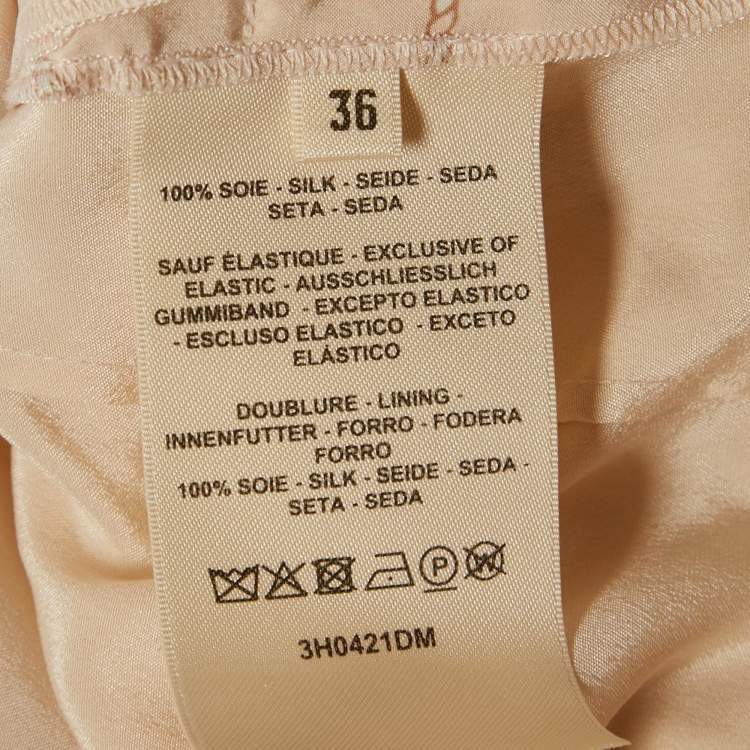 36
100% SOIE - SILK - SEIDE - SEDA
SETA - SEDA
SAUF ÉLASTIQUE - EXCLUSIVE OF
ELASTIC - AUSSCHLIESSLICH
GUMMIBAND - EXCEPTO ELASTICO
- ESCLUSO ELASTICO - EXCETO
ELÁSTICO
DOUBLURE - LINING -
INNENFUTTER - FORRO - FODERA
FORRO
100% SOIE - SILK - SEIDE - SEDA -
SETA - SEDA
P W
3H0421DM